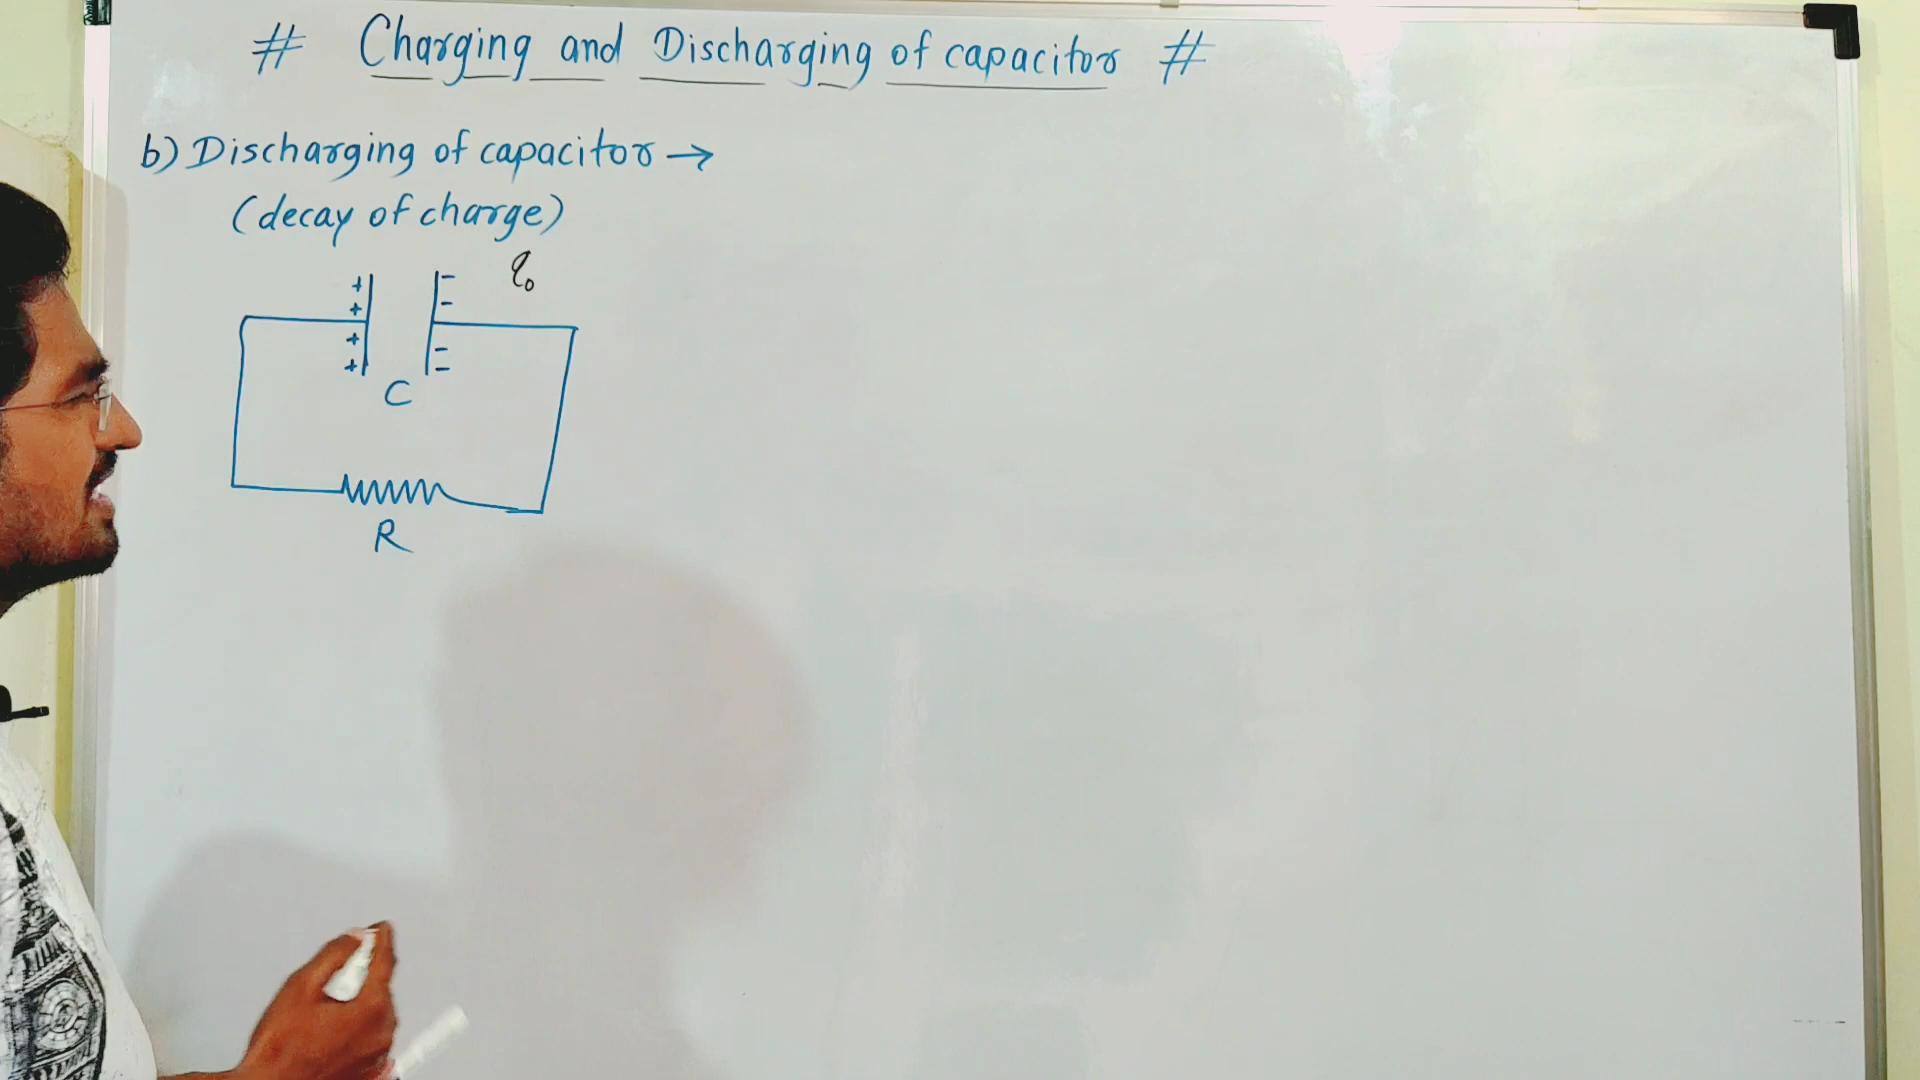 # Charging and Discharging of capacitor #
b) Discharging of capacitor →
(decay of charge)
q₀
+ −
+ −
+ −
+ −
C
R